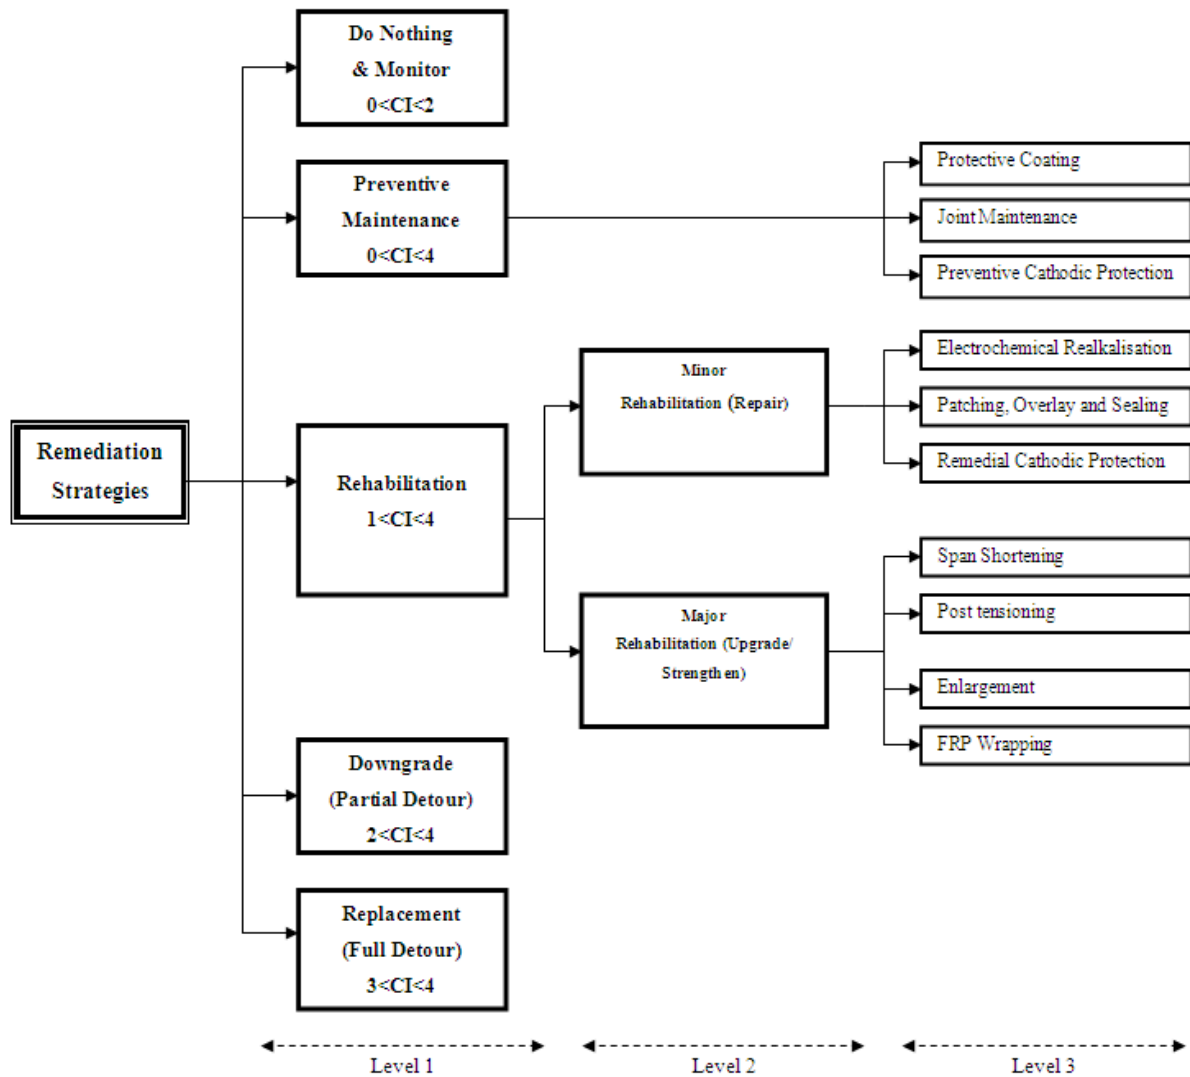 Remediation
Strategies
Do Nothing
& Monitor
0<CI<2
Preventive
Maintenance
0<CI<4
Rehabilitation
1<CI<4
Downgrade
(Partial Detour)
2<CI<4
Replacement
(Full Detour)
3<CI<4
Minor
Rehabilitation (Repair)
Major
Rehabilitation (Upgrade/
Strengthen)
Protective Coating
Joint Maintenance
Preventive Cathodic Protection
Electrochemical Realkalisation
Patching, Overlay and Sealing
Remedial Cathodic Protection
Span Shortening
Post tensioning
Enlargement
FRP Wrapping
Level 1
Level 2
Level 3